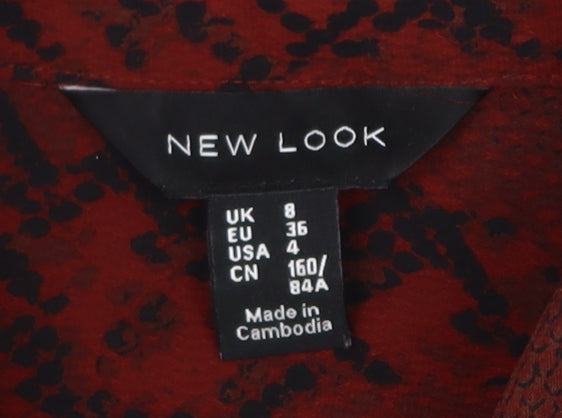 NEW LOOK
UK 8
EU 36
USA 4
CN 160/
84A
Made in
Cambodia